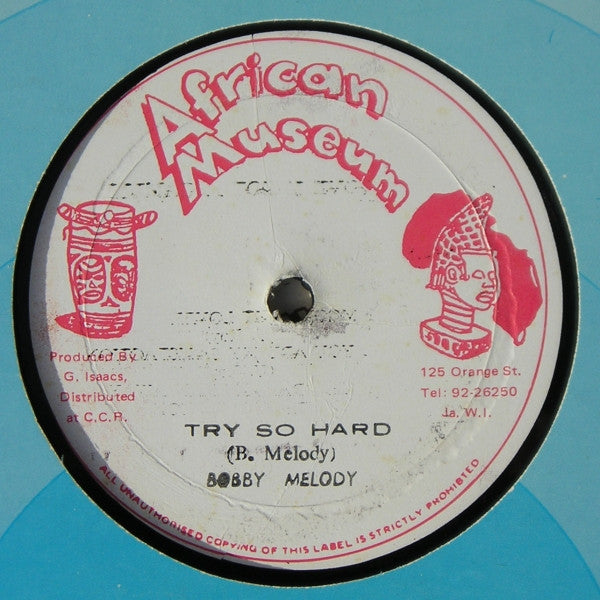 African
Museum
Produced By
G. Isaacs,
Distributed
at C.C.R.
125 Orange St.
Tel: 92-26250
Ja, W.I.
TRY SO HARD
(B. Melody)
BOBBY MELODY
ALL UNAUTHORISED COPYING OF THIS LABEL IS STRICTLY PROHIBITED